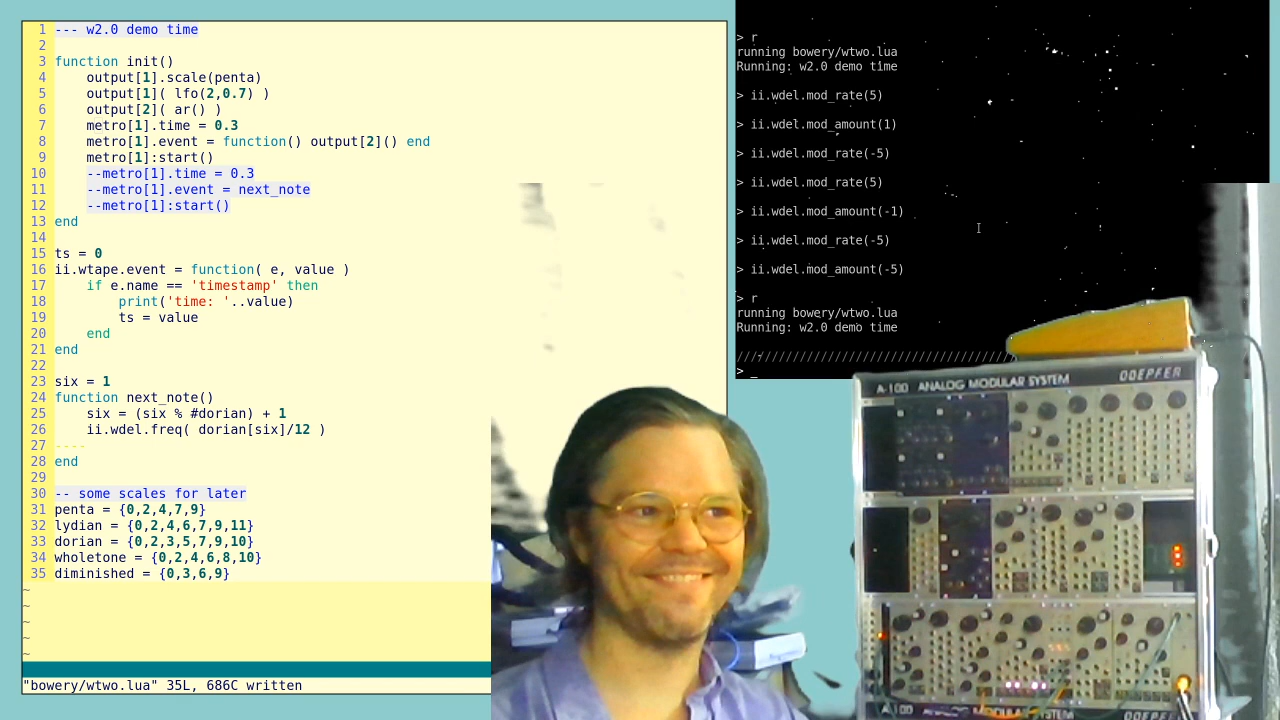 1 --- w2.0 demo time
2
3 function init()
4     output[1].scale(penta)
5     output[1]( lfo(2,0.7) )
6     output[2]( ar() )
7     metro[1].time = 0.3
8     metro[1].event = function() output[2]() end
9     metro[1]:start()
10     --metro[1].time = 0.3
11     --metro[1].event = next_note
12     --metro[1]:start()
13 end
14
15 ts = 0
16 ii.wtape.event = function( e, value )
17     if e.name == 'timestamp' then
18         print('time: '..value)
19         ts = value
20     end
21 end
22
23 six = 1
24 function next_note()
25     six = (six % #dorian) + 1
26     ii.wdel.freq( dorian[six]/12 )
27 ----
28 end
29
30 -- some scales for later
31 penta = {0,2,4,7,9}
32 lydian = {0,2,4,6,7,9,11}
33 dorian = {0,2,3,5,7,9,10}
34 wholetone = {0,2,4,6,8,10}
35 diminished = {0,3,6,9}
~
~
~
~
~
"bowery/wtwo.lua" 35L, 686C written
> r
running bowery/wtwo.lua
Running: w2.0 demo time
> ii.wdel.mod_rate(5)
> ii.wdel.mod_amount(1)
> ii.wdel.mod_rate(-5)
> ii.wdel.mod_rate(5)
> ii.wdel.mod_amount(-1)
> ii.wdel.mod_rate(-5)
> ii.wdel.mod_amount(-5)
> r
running bowery/wtwo.lua
Running: w2.0 demo time
///////////////////////////////////////
> _
A-100 ANALOG MODULAR SYSTEM DOEPFER
A-100 ANALOG MODULAR SYSTEM DOEPFER